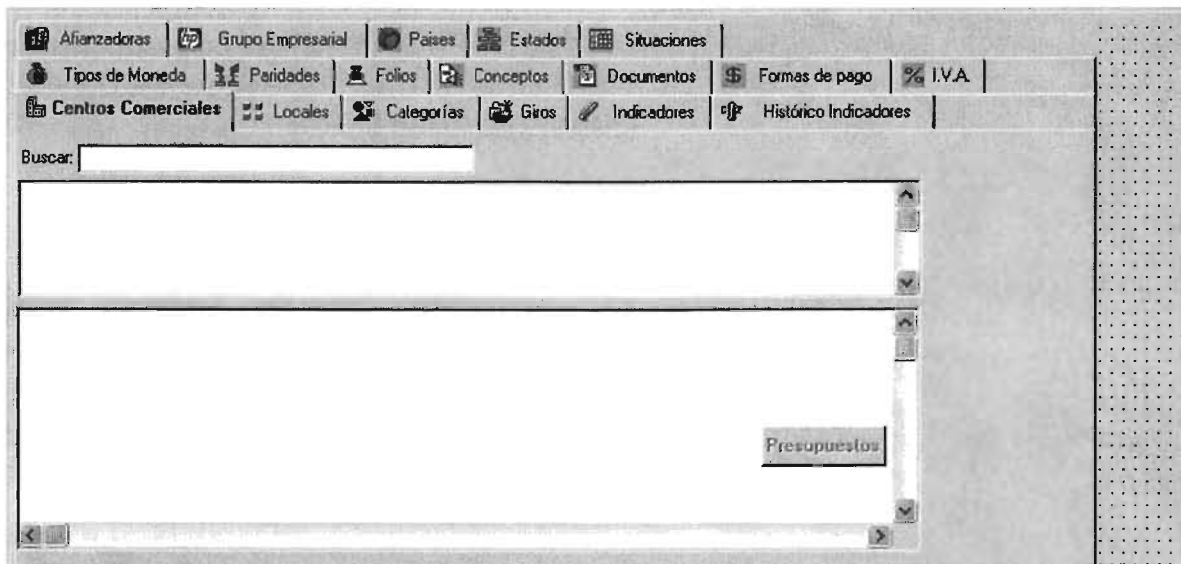 Afianzadoras Grupo Empresarial Paises Estados Situaciones
Tipos de Moneda Paridades Folios Conceptos Documentos Formas de pago I.V.A.
Centros Comerciales Locales Categorías Giros Indicadores Histórico Indicadores
Buscar:
Presupuestos